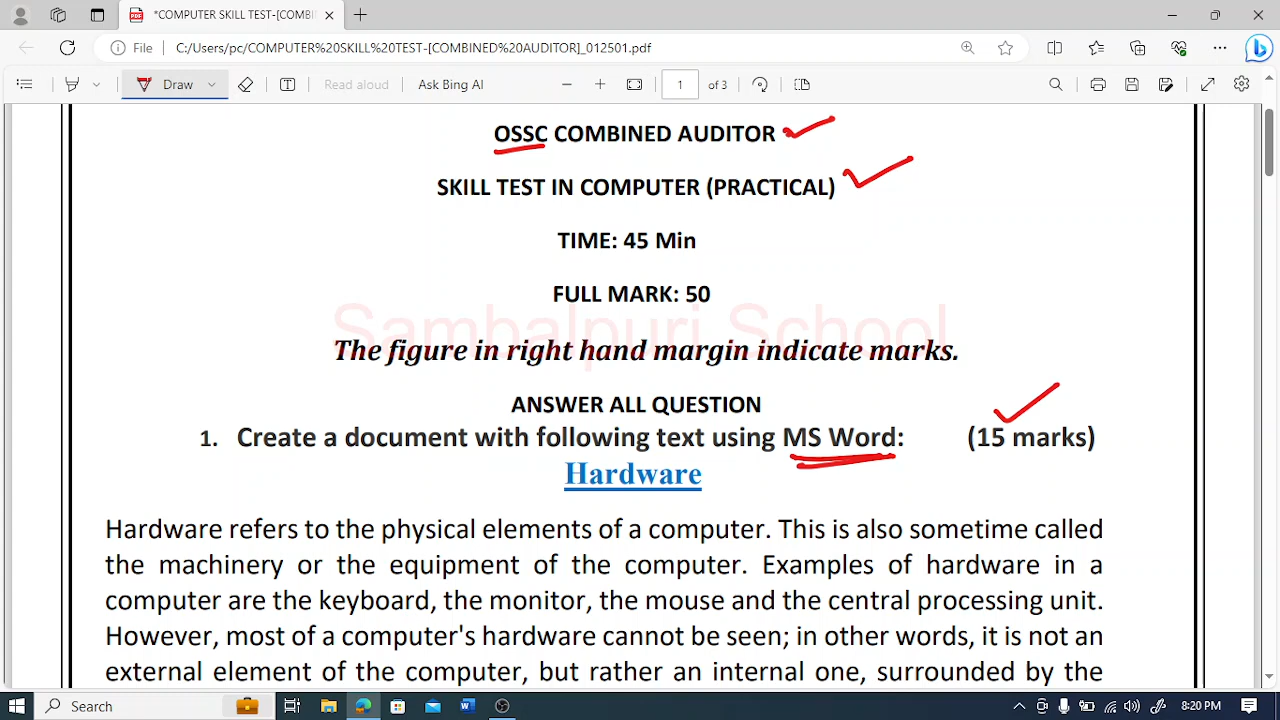 *COMPUTER SKILL TEST-[COMBI
File C:/Users/pc/COMPUTER%20SKILL%20TEST-[COMBINED%20AUDITOR]_012501.pdf
Draw Read aloud Ask Bing AI 1 of 3
OSSC COMBINED AUDITOR
SKILL TEST IN COMPUTER (PRACTICAL)
TIME: 45 Min
FULL MARK: 50
Sambalpuri School
The figure in right hand margin indicate marks.
ANSWER ALL QUESTION
1. Create a document with following text using MS Word: (15 marks)
Hardware
Hardware refers to the physical elements of a computer. This is also sometime called
the machinery or the equipment of the computer. Examples of hardware in a
computer are the keyboard, the monitor, the mouse and the central processing unit.
However, most of a computer's hardware cannot be seen; in other words, it is not an
external element of the computer, but rather an internal one, surrounded by the
Search 8:20 PM